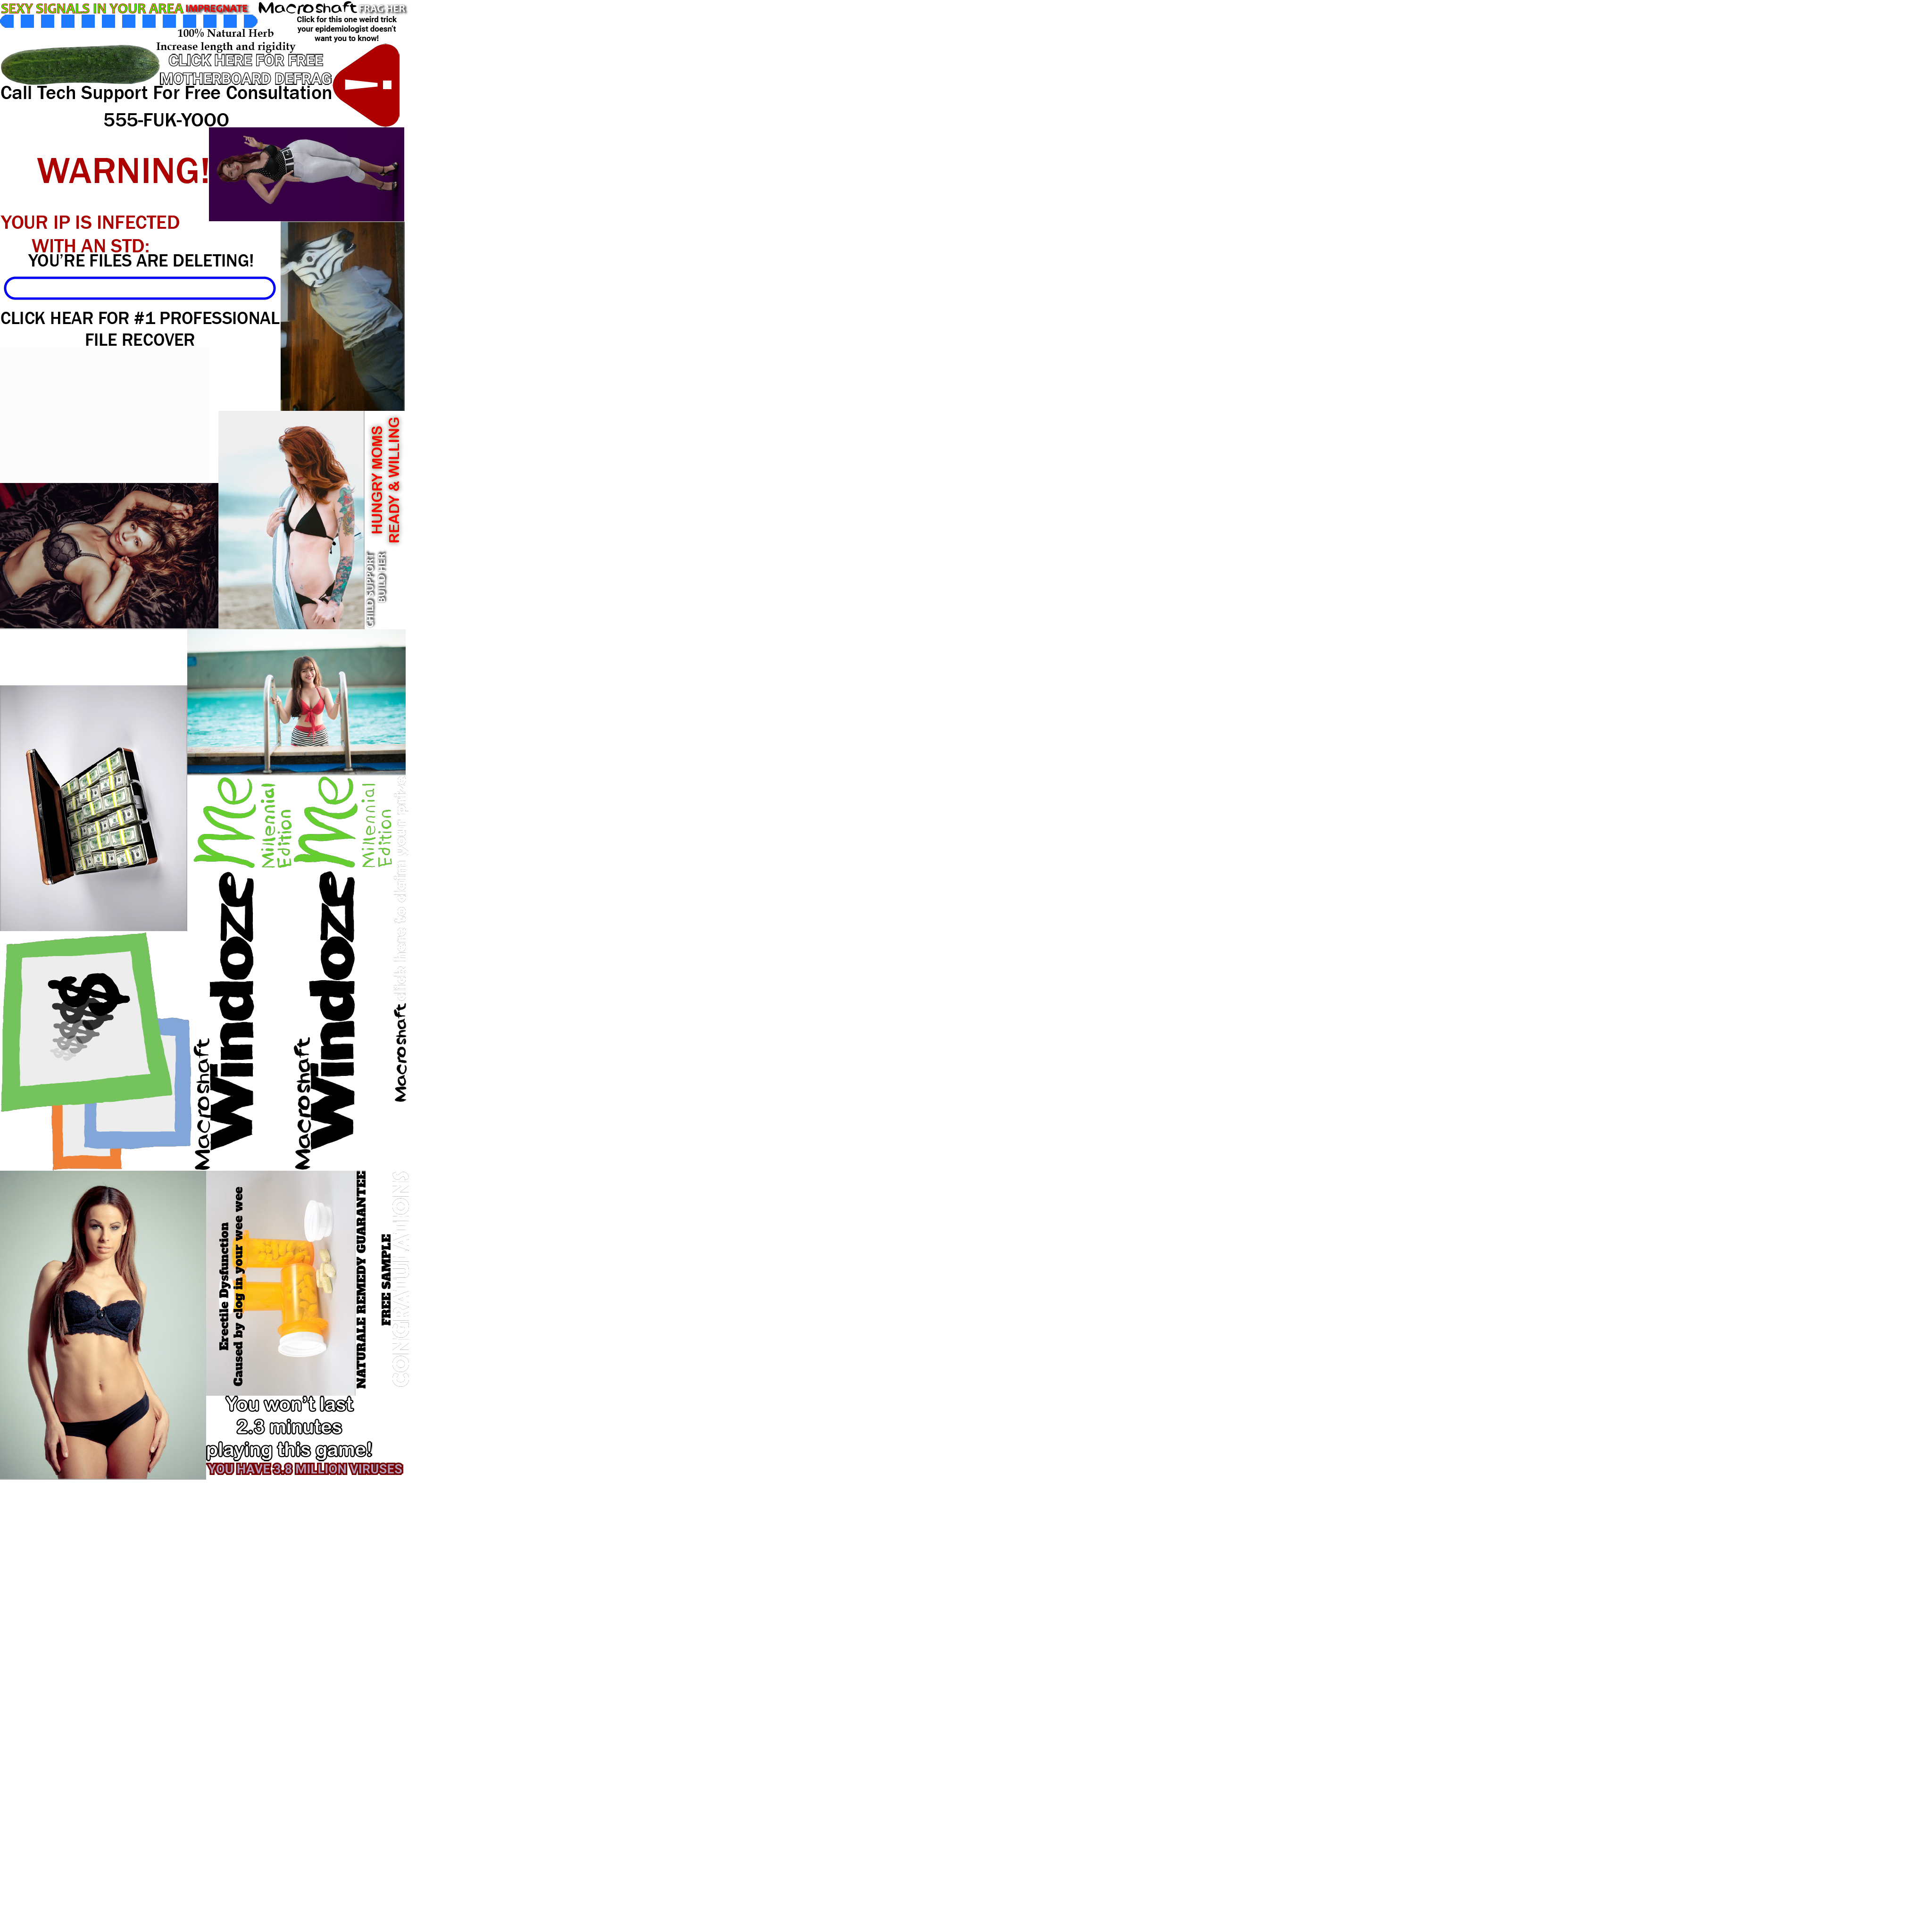 SEXY SIGNALS IN YOUR AREA
IMPREGNATE
Macroshaft
FRAG HER
Click for this one weird trick
your epidemiologist doesn't
want you to know!
100% Natural Herb
Increase length and rigidity
CLICK HERE FOR FREE
MOTHERBOARD DEFRAG
Call Tech Support For Free Consultation
555-FUK-YOOO
WARNING!
YOUR IP IS INFECTED
WITH AN STD:
YOU'RE FILES ARE DELETING!
CLICK HEAR FOR #1 PROFESSIONAL
FILE RECOVER
HUNGRY MOMS
READY & WILLING
CHILD SUPPORT
BUILD HER
Macroshaft
Windoze
Me
Millennial
Edition
Macroshaft
Windoze
Me
Millennial
Edition
Macroshaft
click here to claim your prize
Erectile Dysfunction
Caused by clog in your wee wee
NATURALE REMEDY GUARANTEE
FREE SAMPLE
CONGRATULATIONS
You won't last
2.3 minutes
playing this game!
YOU HAVE 3.8 MILLION VIRUSES